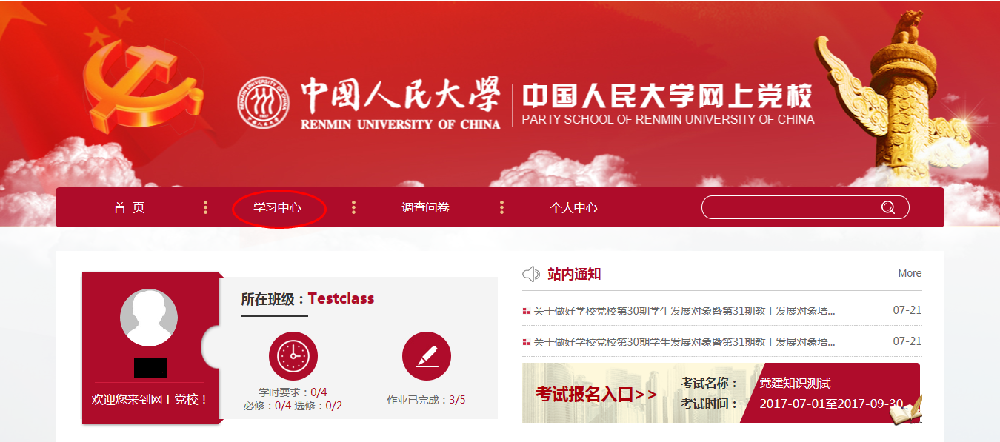 中國人民大學
RENMIN UNIVERSITY OF CHINA
中国人民大学网上党校
PARTY SCHOOL OF RENMIN UNIVERSITY OF CHINA
首 页 学习中心 调查问卷 个人中心
所在班级：Testclass
学时要求：0/4
必修：0/4 选修：0/2
作业已完成：3/5
欢迎您来到网上党校！
站内通知 More
关于做好学校党校第30期学生发展对象暨第31期教工发展对象培... 07-21
关于做好学校党校第30期学生发展对象暨第31期教工发展对象培... 07-21
考试报名入口>>
考试名称： 党建知识测试
考试时间： 2017-07-01至2017-09-30